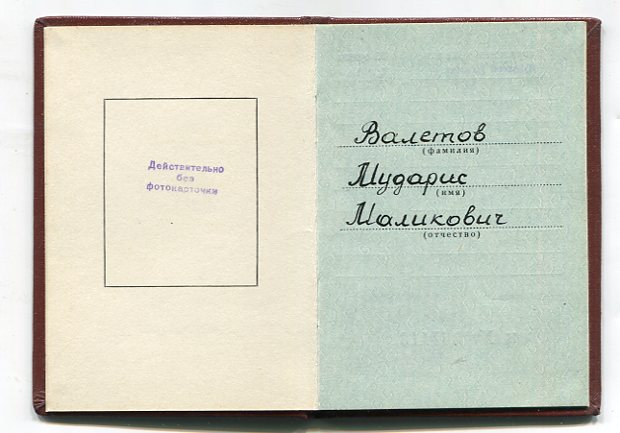 Действительно
без
фотокарточки
Валетов
(фамилия)
Мударис
(имя)
Маликович
(отчество)